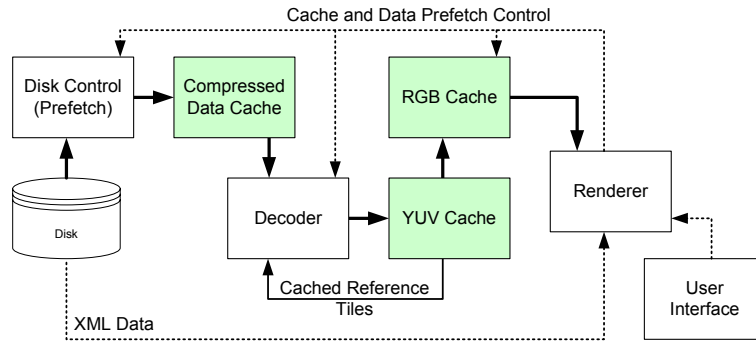 Cache and Data Prefetch Control
Disk Control
(Prefetch)
Compressed
Data Cache
RGB Cache
Renderer
Disk
Decoder
YUV Cache
Cached Reference
Tiles
User
Interface
XML Data